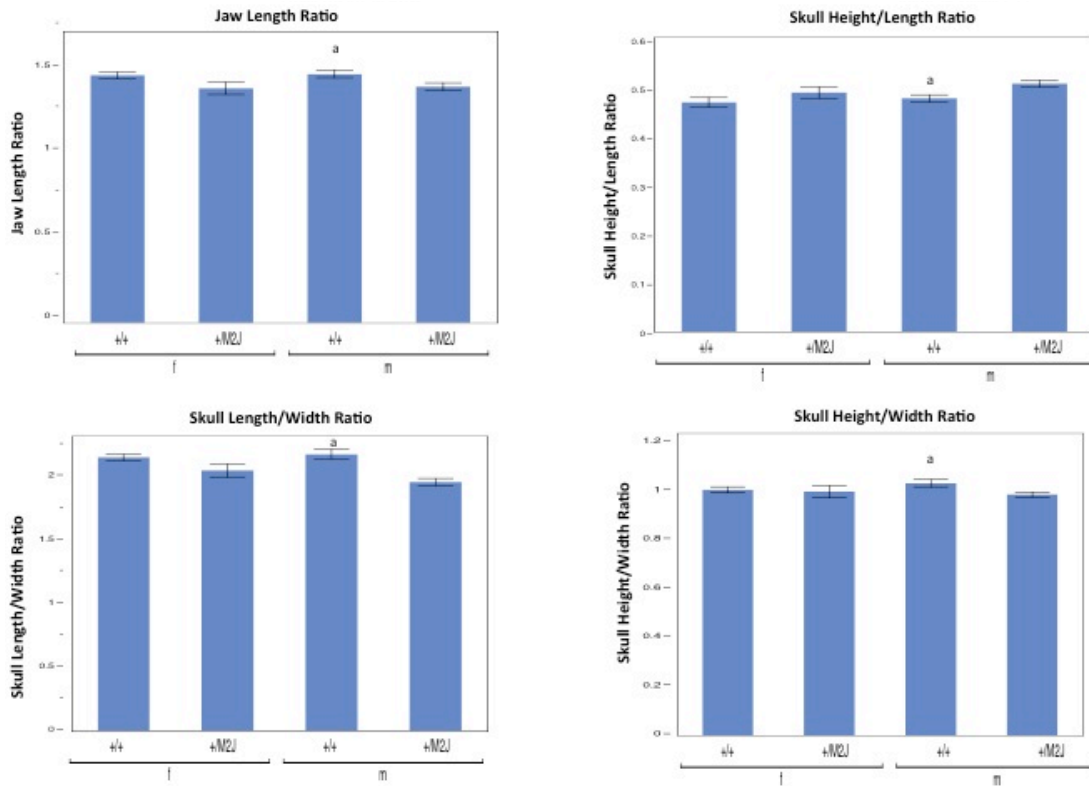 Jaw Length Ratio
a
1.5
1
0.5
0
Jaw Length Ratio
+/+
+/M2J
+/+
+/M2J
f
m
Skull Height/Length Ratio
0.6
0.5
0.4
0.3
0.2
0.1
0
a
Skull Height/Length Ratio
+/+
+/M2J
+/+
+/M2J
f
m
Skull Length/Width Ratio
a
2
1.5
1
0.5
0
Skull Length/Width Ratio
+/+
+/M2J
+/+
+/M2J
f
m
Skull Height/Width Ratio
1.2
1
0.8
0.6
0.4
0.2
0
a
Skull Height/Width Ratio
+/+
+/M2J
+/+
+/M2J
f
m